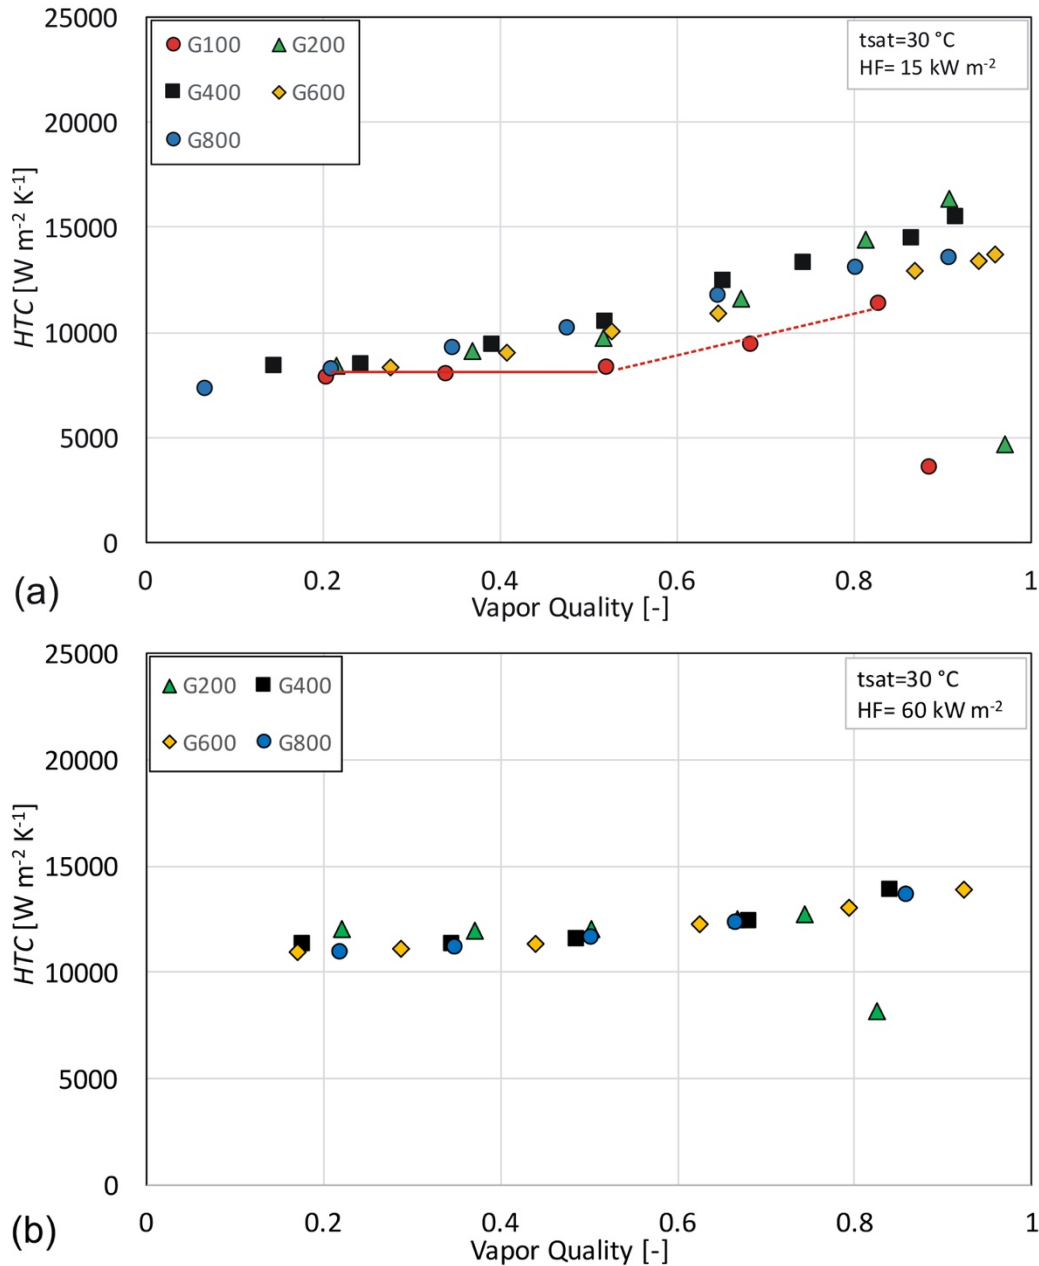 25000
G100 G200
G400 G600
G800
tsat=30 °C
HF= 15 kW m-2
20000
15000
10000
5000
0
HTC [W m-2 K-1]
0 0.2 0.4 0.6 0.8 1
Vapor Quality [-]
(a)
25000
G200 G400
G600 G800
tsat=30 °C
HF= 60 kW m-2
20000
15000
10000
5000
0
HTC [W m-2 K-1]
0 0.2 0.4 0.6 0.8 1
Vapor Quality [-]
(b)